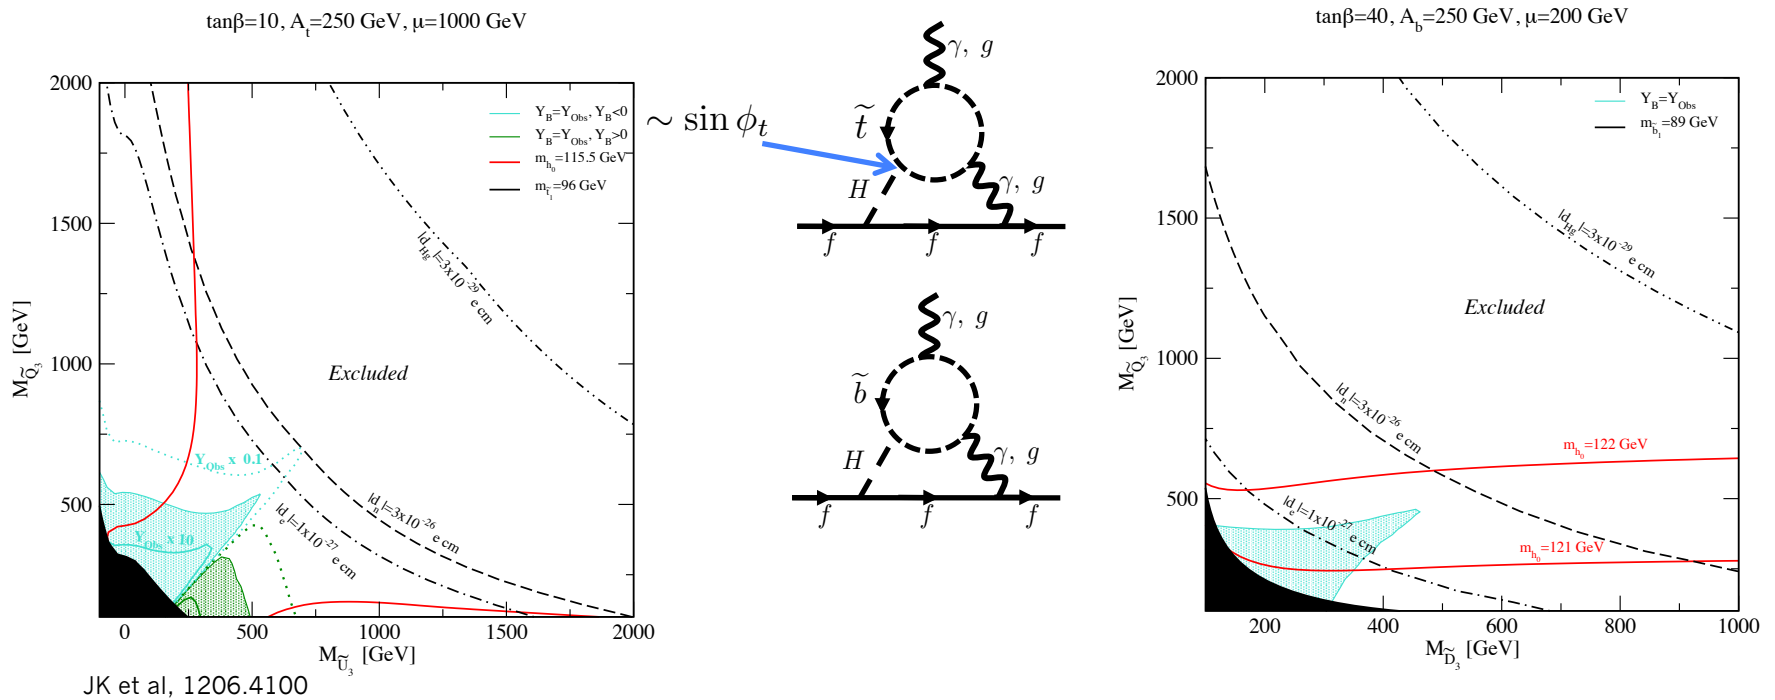 tanβ=10, A_t=250 GeV, μ=1000 GeV
2000
1500
1000
500
M_Q̃₃ [GeV]
Y_B=Y_Obs, Y_B<0
Y_B=Y_Obs, Y_B>0
m_h₀=115.5 GeV
m_t̃₁=96 GeV
|d_Hg|=3x10^-29 e cm
Excluded
Y_Obs x 0.1
Y_Obs x 10
|d_n|=3x10^-26 e cm
|d_e|=1x10^-27 e cm
0
500
1000
1500
2000
M_Ũ₃ [GeV]
JK et al, 1206.4100
∼ sin ϕ_t
γ, g
t̃
H
γ, g
f
f
f
γ, g
b̃
H
γ, g
f
f
f
tanβ=40, A_b=250 GeV, μ=200 GeV
2000
1500
1000
500
M_Q̃₃ [GeV]
Y_B=Y_Obs
m_b̃₁=89 GeV
|d_Hg|=3x10^-29 e cm
Excluded
|d_n|=3x10^-26 e cm
m_h₀=122 GeV
|d_e|=1x10^-27 e cm
m_h₀=121 GeV
200
400
600
800
1000
M_D̃₃ [GeV]